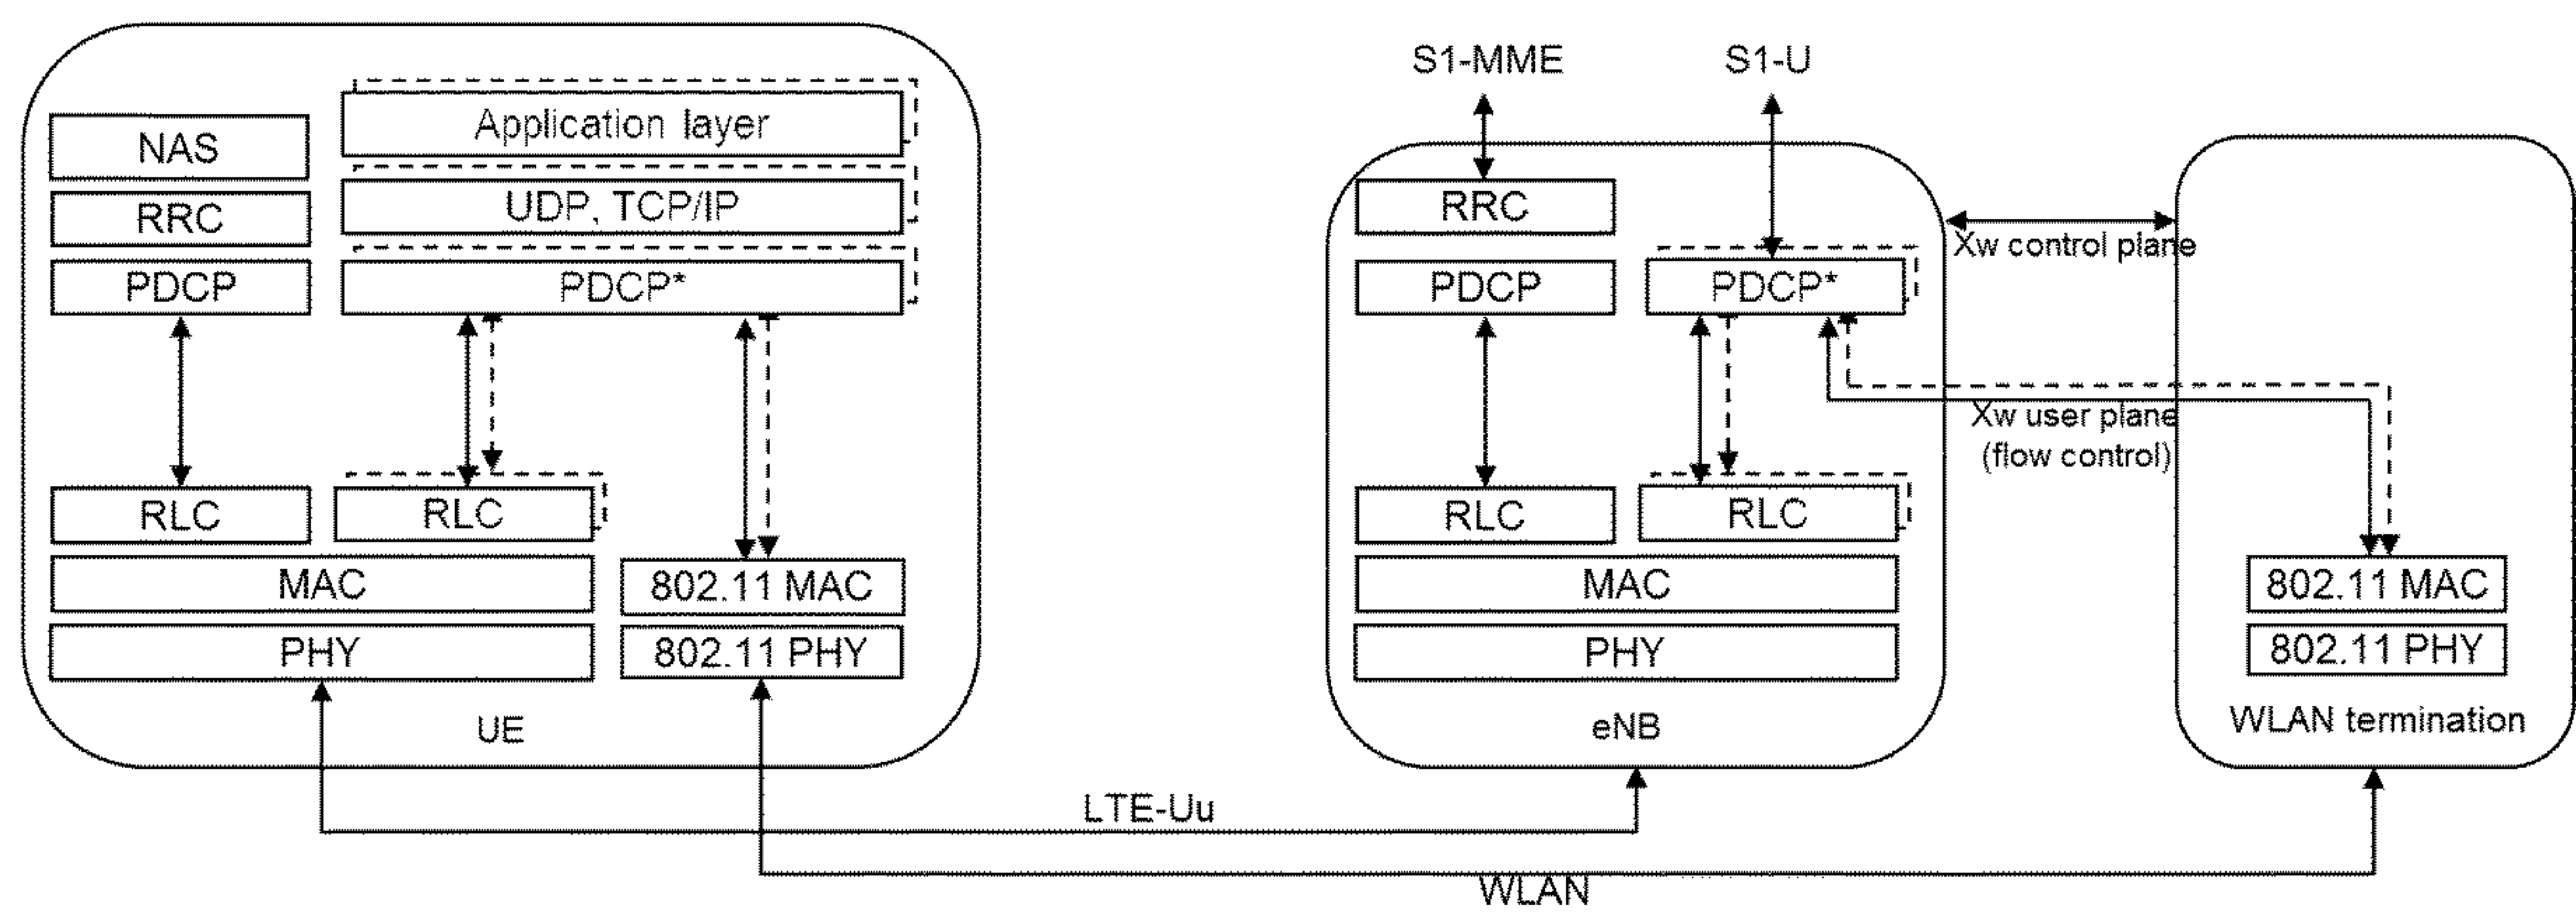 S1-MME
S1-U
Application layer
NAS
UDP, TCP/IP
RRC
RRC
PDCP
PDCP*
PDCP
PDCP*
Xw control plane
Xw user plane
(flow control)
RLC
RLC
RLC
RLC
MAC
802.11 MAC
MAC
802.11 MAC
PHY
802.11 PHY
PHY
802.11 PHY
UE
eNB
WLAN termination
LTE-Uu
WLAN